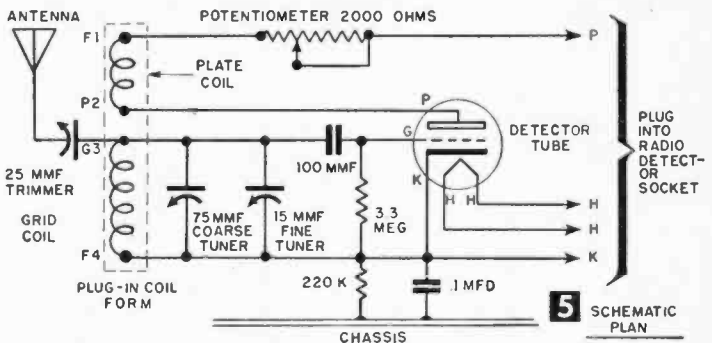 ANTENNA
POTENTIOMETER 2000 OHMS
F1
P
PLATE
COIL
P2
P
DETECTOR
TUBE
PLUG
INTO
RADIO
DETECT-
OR
SOCKET
G3
G
25 MMF
TRIMMER
100 MMF
K
GRID
COIL
75 MMF
COARSE
TUNER
15 MMF
FINE
TUNER
3.3
MEG
H H
H
H
F4
K
PLUG-IN COIL
FORM
220 K
.1 MFD
5
SCHEMATIC
PLAN
CHASSIS